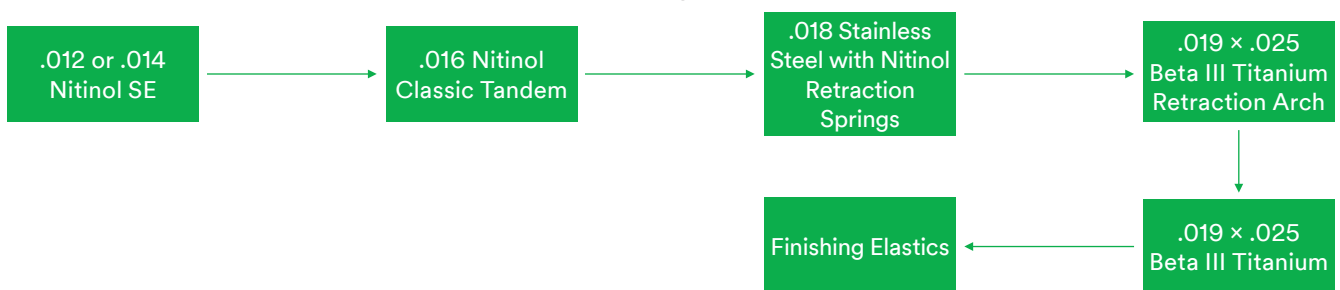 .012 or .014
Nitinol SE
.016 Nitinol
Classic Tandem
.018 Stainless
Steel with Nitinol
Retraction
Springs
.019 × .025
Beta III Titanium
Retraction Arch
.019 × .025
Beta III Titanium
Finishing Elastics